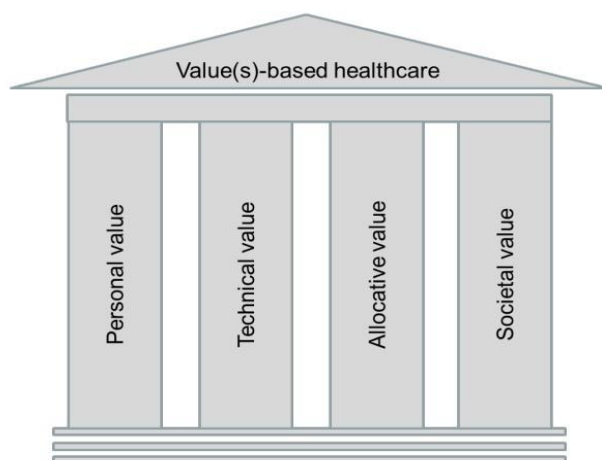 Value(s)-based healthcare
Personal value
Technical value
Allocative value
Societal value